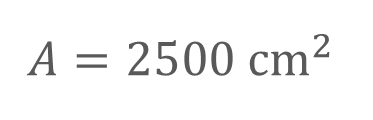 A = 2500 cm²